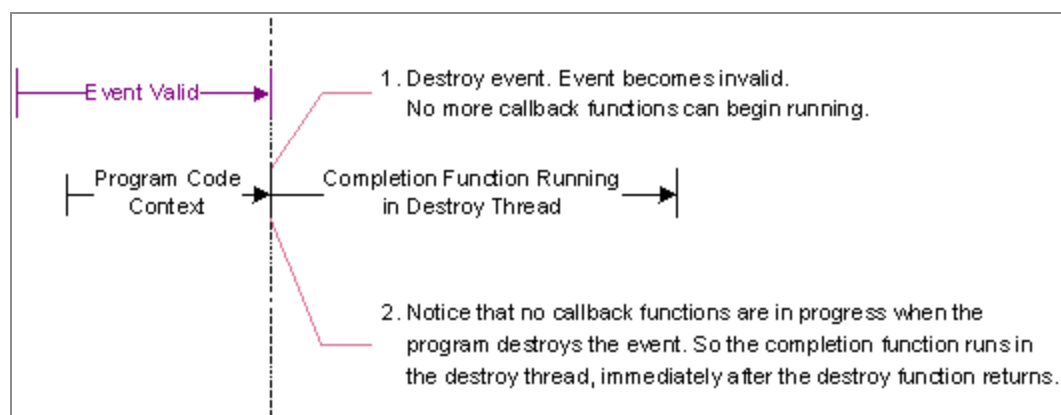 Event Valid
1. Destroy event. Event becomes invalid.
No more callback functions can begin running.
Program Code
Context
Completion Function Running
in Destroy Thread
2. Notice that no callback functions are in progress when the
program destroys the event. So the completion function runs in
the destroy thread, immediately after the destroy function returns.